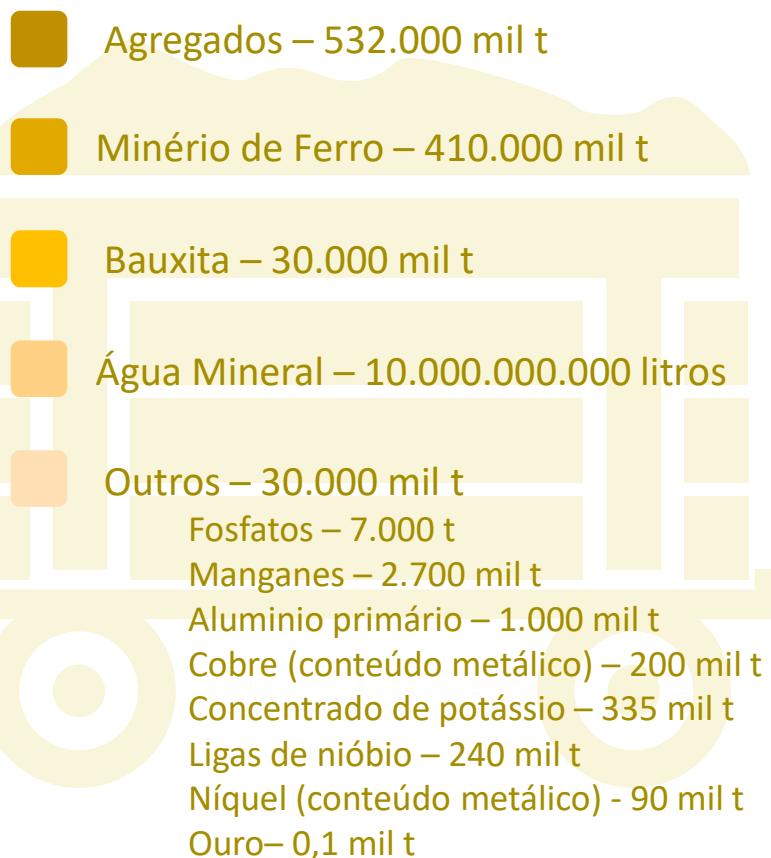 Agregados – 532.000 mil t
Minério de Ferro – 410.000 mil t
Bauxita – 30.000 mil t
Água Mineral – 10.000.000.000 litros
Outros – 30.000 mil t
Fosfatos – 7.000 t
Manganes – 2.700 mil t
Aluminio primário – 1.000 mil t
Cobre (conteúdo metálico) – 200 mil t
Concentrado de potássio – 335 mil t
Ligas de nióbio – 240 mil t
Níquel (conteúdo metálico) - 90 mil t
Ouro– 0,1 mil t